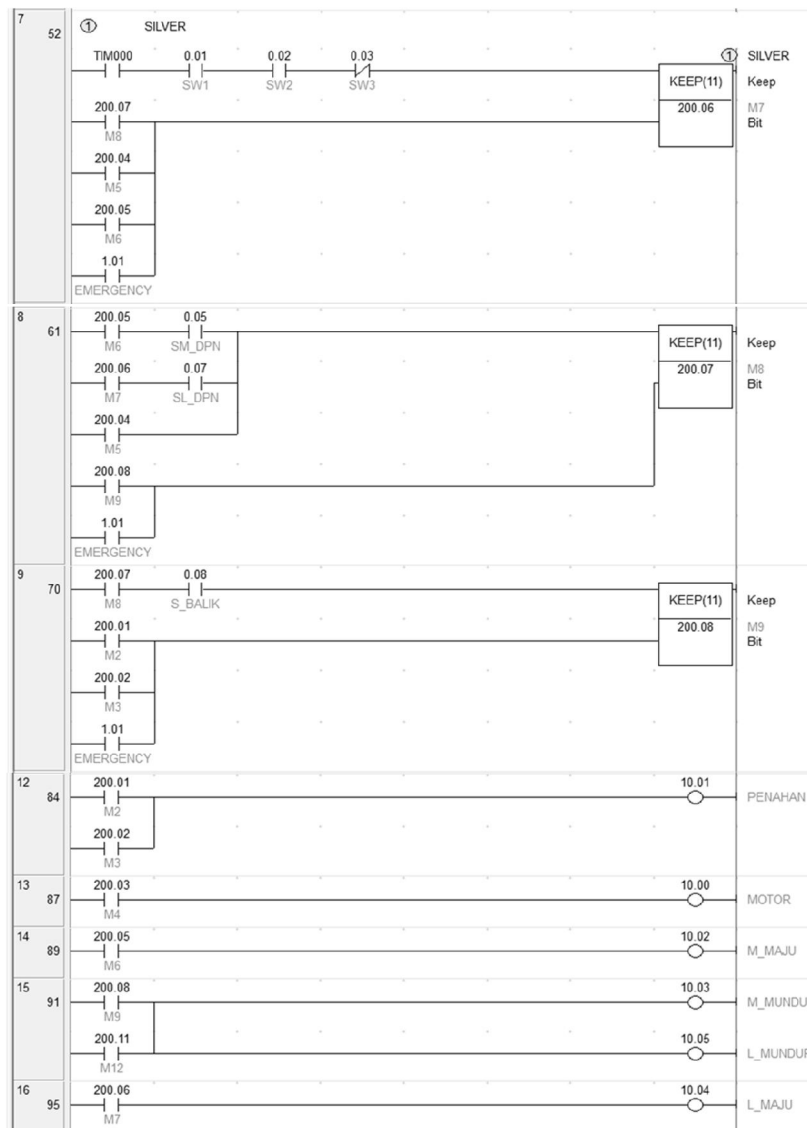 7
52
① SILVER
TIM000 0.01 0.02 0.03 ① SILVER
SW1 SW2 SW3 KEEP(11) Keep
200.07 200.06 M7
M8 Bit
200.04
M5
200.05
M6
1.01
EMERGENCY
8
61
200.05 0.05
M6 SM_DPN KEEP(11) Keep
200.06 0.07 200.07 M8
M7 SL_DPN Bit
200.04
M5
200.08
M9
1.01
EMERGENCY
9
70
200.07 0.08
M8 S_BALIK KEEP(11) Keep
200.01 200.08 M9
M2 Bit
200.02
M3
1.01
EMERGENCY
12
84
200.01 10.01
M2 PENAHAN
200.02
M3
13
87
200.03 10.00
M4 MOTOR
14
89
200.05 10.02
M6 M_MAJU
15
91
200.08 10.03
M9 M_MUNDU
200.11 10.05
M12 L_MUNDUR
16
95
200.06 10.04
M7 L_MAJU